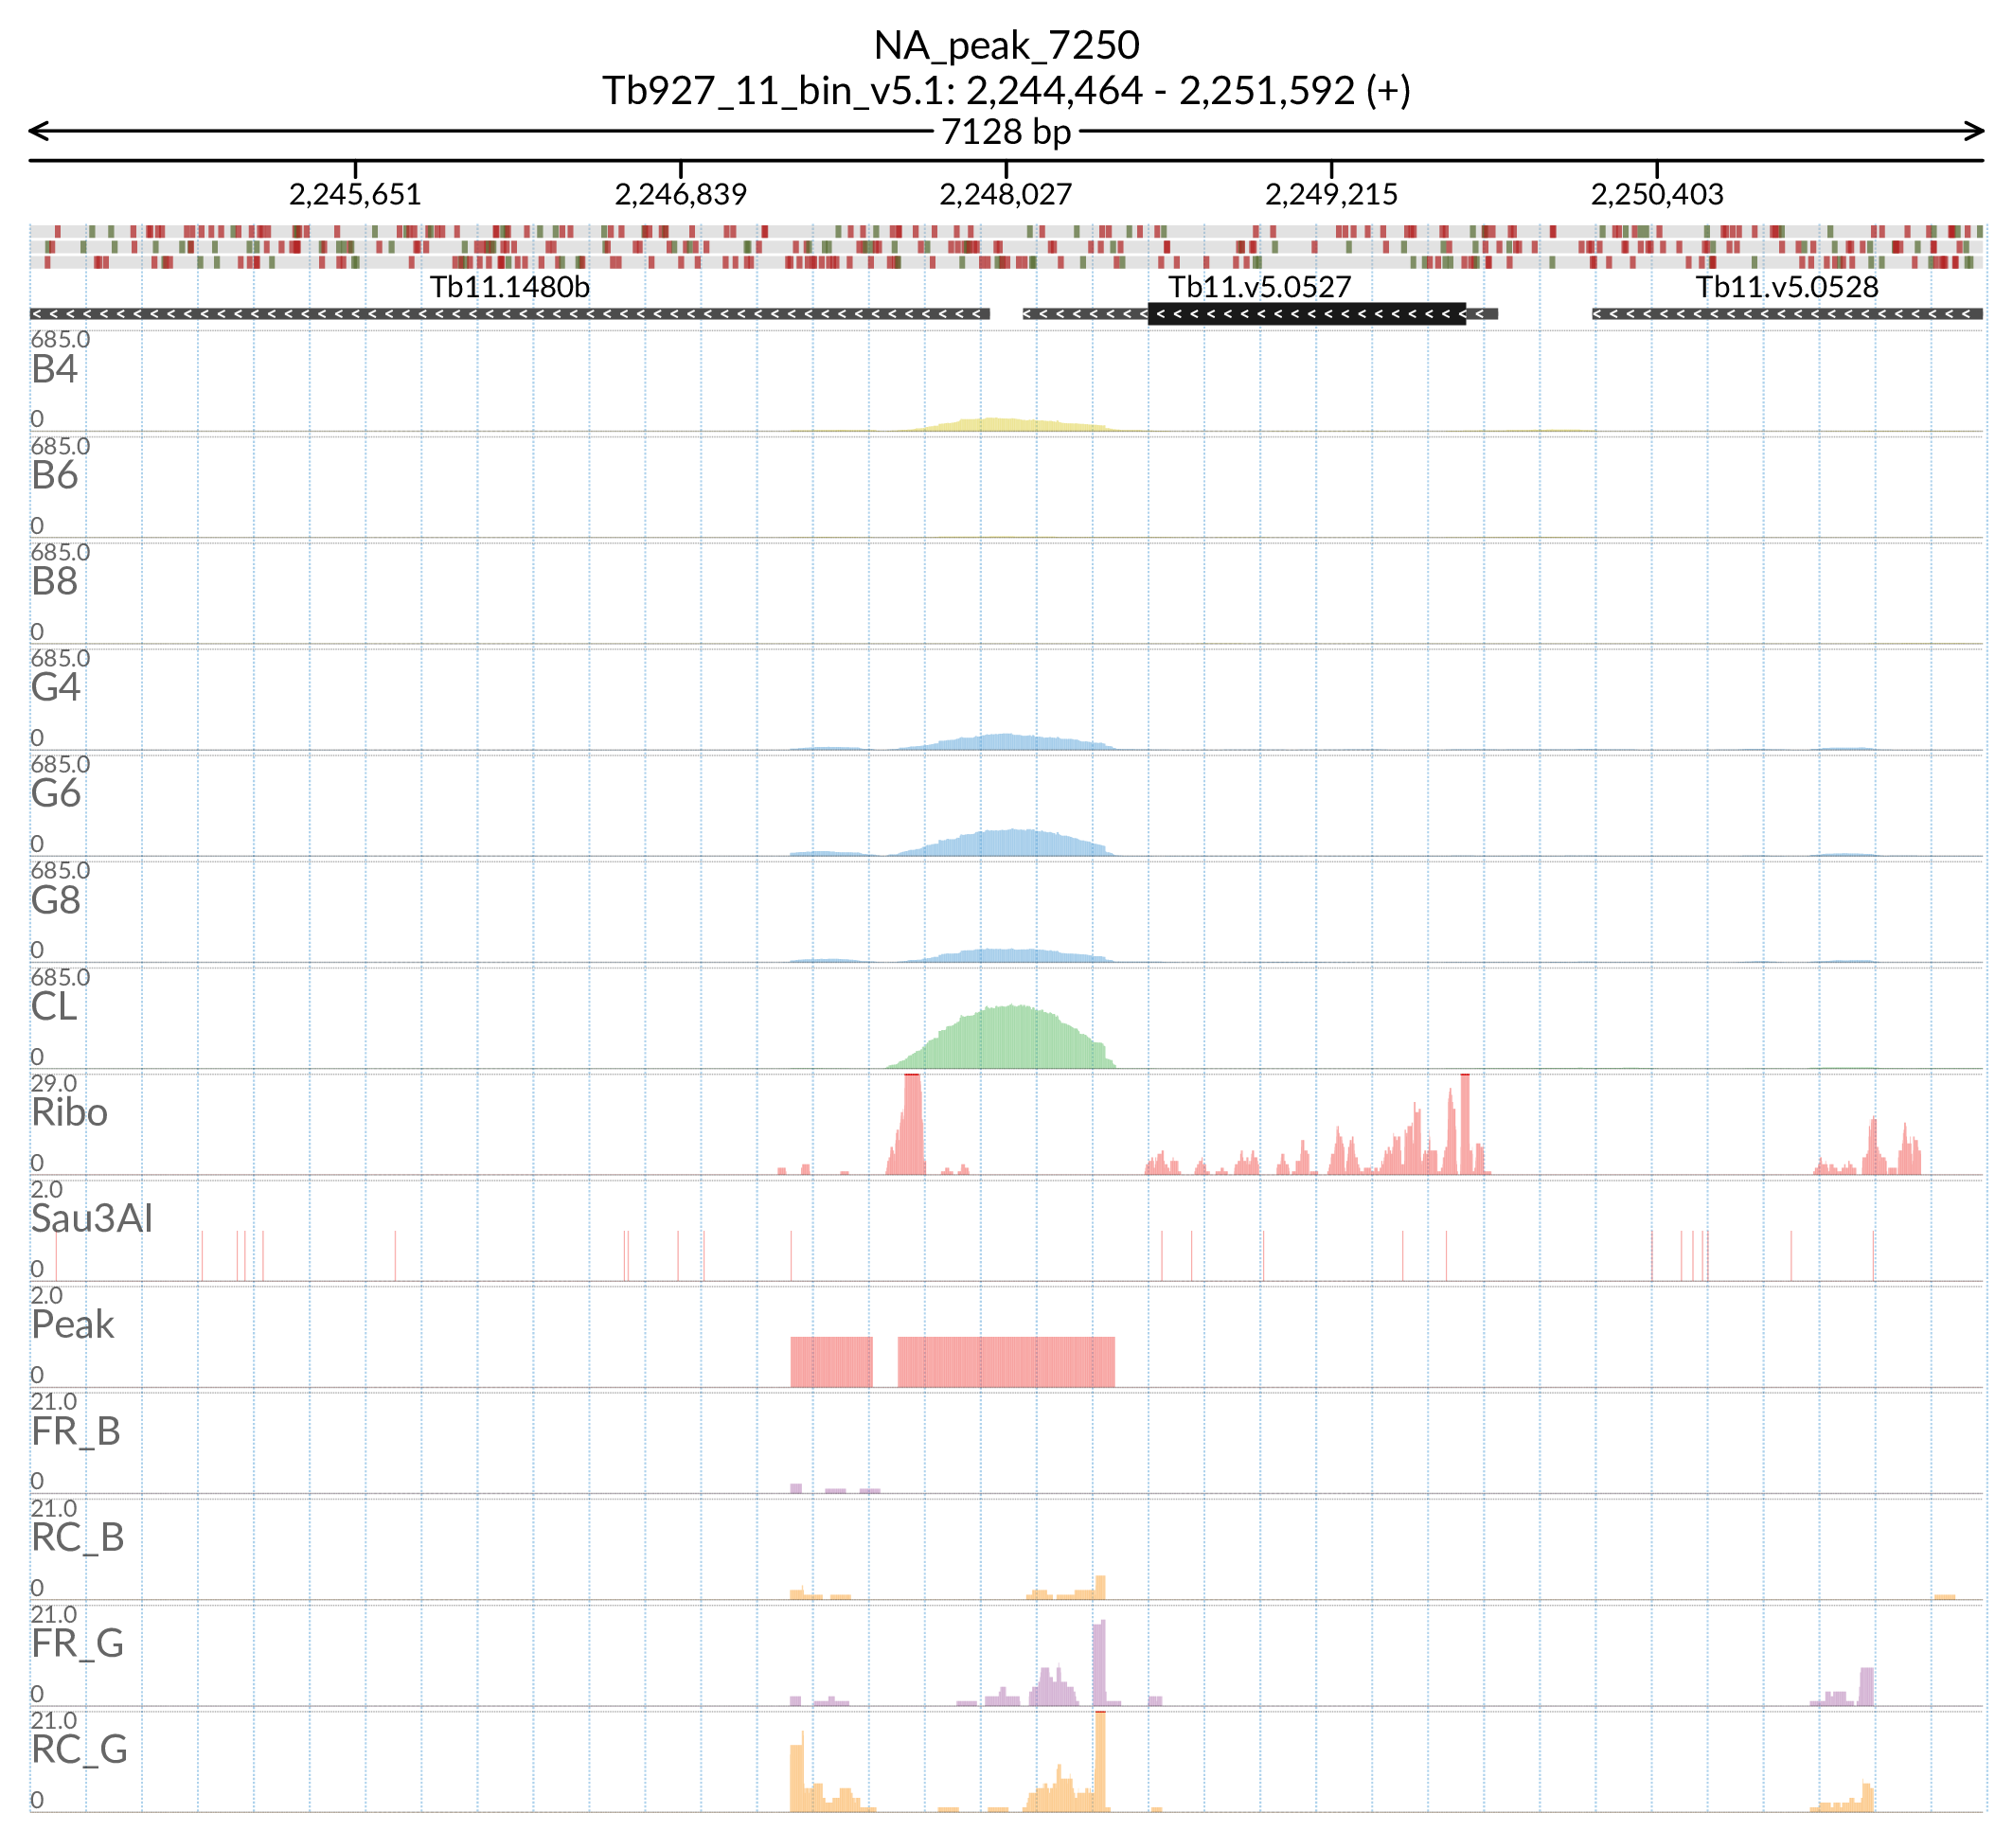 NA_peak_7250
Tb927_11_bin_v5.1: 2,244,464 - 2,251,592 (+)
7128 bp
2,245,651 2,246,839 2,248,027 2,249,215 2,250,403
Tb11.1480b Tb11.v5.0527 Tb11.v5.0528
685.0
B4
0
685.0
B6
0
685.0
B8
0
685.0
G4
0
685.0
G6
0
685.0
G8
0
685.0
CL
0
29.0
Ribo
0
2.0
Sau3AI
0
2.0
Peak
0
21.0
FR_B
0
21.0
RC_B
0
21.0
FR_G
0
21.0
RC_G
0